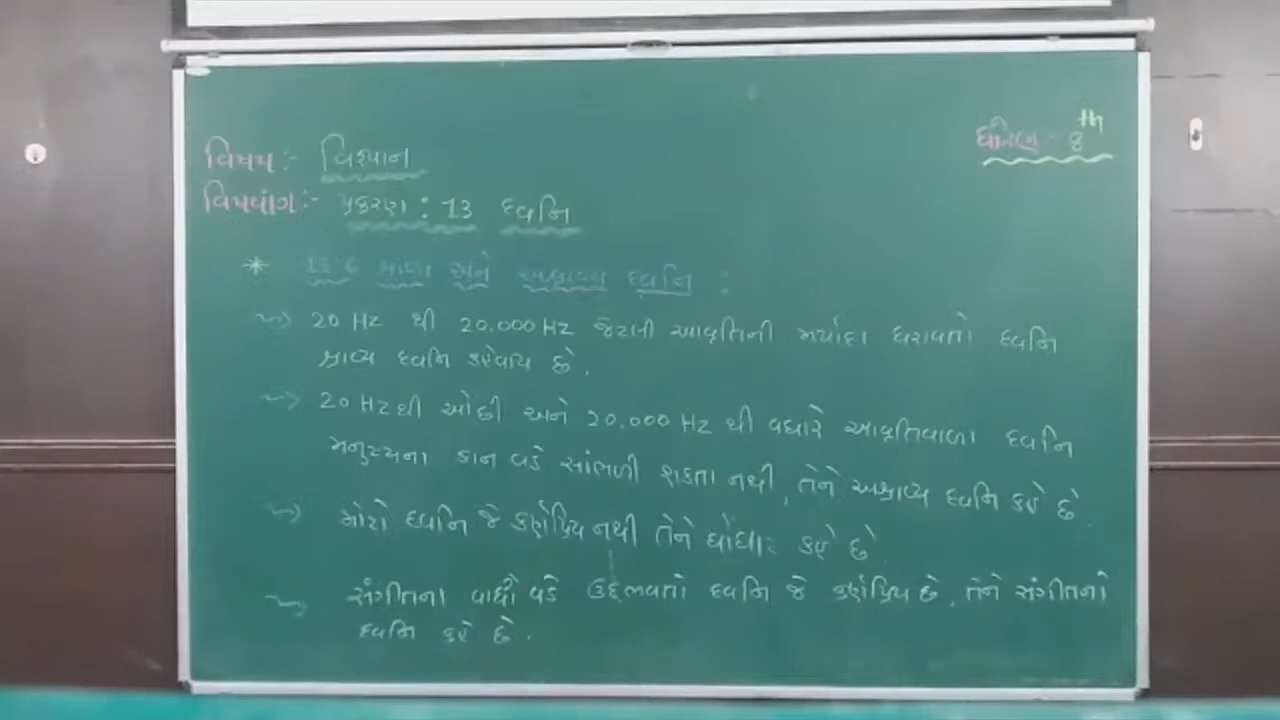 ધોરણ :- 8th
વિષય :- વિજ્ઞાન
વિષયાંગ :- પ્રકરણ : 13 ધ્વનિ
* 13.6 શ્રાવ્ય અને અશ્રાવ્ય ધ્વનિ :
20 Hz થી 20.000 Hz જેટલી આવૃતિની મર્યાદા ધરાવતો ધ્વનિ
શ્રાવ્ય ધ્વનિ કહેવાય છે.
20 Hz થી ઓછી અને 20.000 Hz થી વધારે આવૃતિવાળા ધ્વનિ
મનુષ્યના કાન વડે સાંભળી શકતા નથી, તેને અશ્રાવ્ય ધ્વનિ કહે છે.
મોટો ધ્વનિ જે કર્ણપ્રિય નથી તેને ઘોંઘાટ કહે છે
સંગીતના વાદ્યો વડે ઉદ્દભવતો ધ્વનિ જે કર્ણપ્રિય છે, તેને સંગીતનો
ધ્વનિ કહે છે.